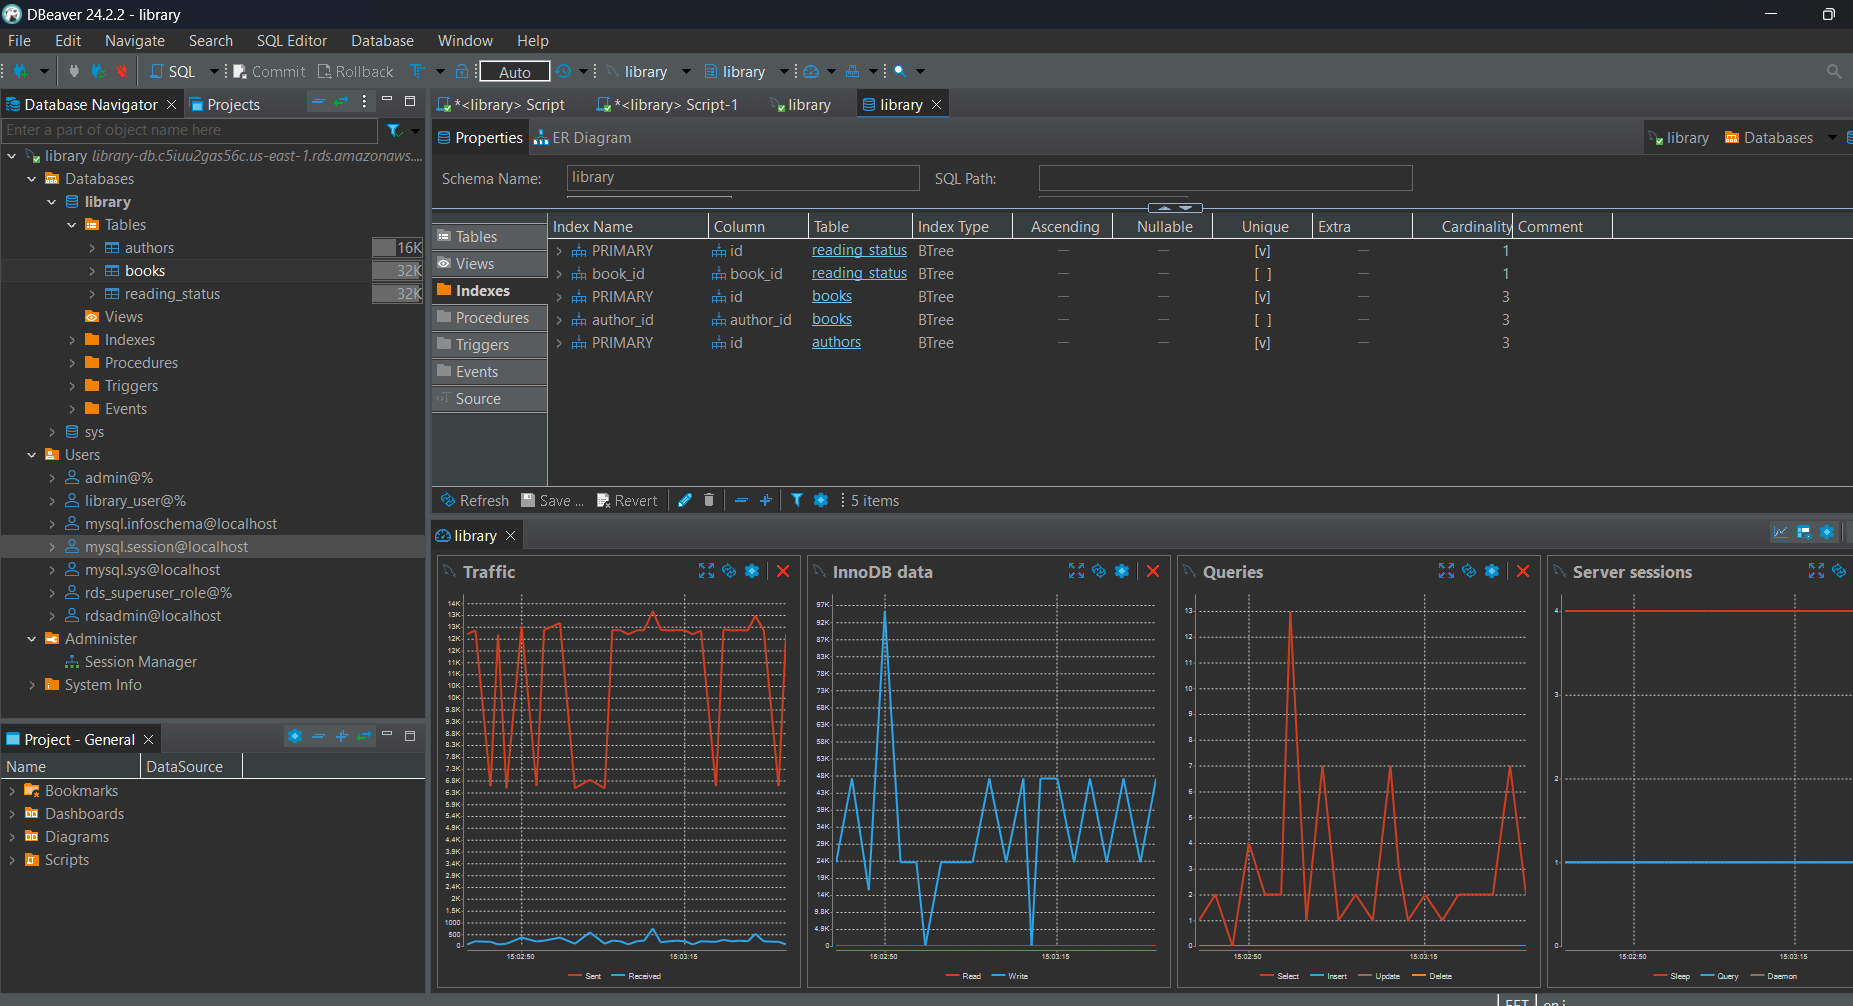 DBeaver 24.2.2 - library
File Edit Navigate Search SQL Editor Database Window Help
SQL Commit Rollback Auto library library
Database Navigator Projects
Enter a part of object name here
library library-db.c5iuu2gas56c.us-east-1.rds.amazonaws....
Databases
library
Tables
authors 16K
books 32K
reading_status 32K
Views
Indexes
Procedures
Triggers
Events
sys
Users
admin@%
library_user@%
mysql.infoschema@localhost
mysql.session@localhost
mysql.sys@localhost
rds_superuser_role@%
rdsadmin@localhost
Administer
Session Manager
System Info
Project - General
Name DataSource
Bookmarks
Dashboards
Diagrams
Scripts
*<library> Script *<library> Script-1 library library
Properties ER Diagram library Databases
Schema Name: library SQL Path:
Tables
Views
Indexes
Procedures
Triggers
Events
Source
Index Name Column Table Index Type Ascending Nullable Unique Extra Cardinality Comment
PRIMARY id reading_status BTree — — [v] — 1
book_id book_id reading_status BTree — — [ ] — 1
PRIMARY id books BTree — — [v] — 3
author_id author_id books BTree — — [ ] — 3
PRIMARY id authors BTree — — [v] — 3
Refresh Save ... Revert 5 items
library
Traffic
14K
13K
13K
12K
12K
11K
11K
10K
10K
9.8K
9.3K
8.8K
8.3K
7.8K
7.3K
6.8K
6.3K
5.9K
5.4K
4.9K
4.4K
3.9K
3.4K
2.9K
2.4K
2K
1.5K
1000
500
0
15:02:50 15:03:15
Sent Received
InnoDB data
97K
92K
87K
83K
78K
73K
68K
63K
58K
53K
48K
43K
39K
34K
29K
24K
19K
14K
9.8K
4.9K
0
15:02:50 15:03:15
Read Write
Queries
13
12
11
10
9
8
7
6
5
4
3
2
1
0
15:02:50 15:03:15
Select Insert Update Delete
Server sessions
4
3
2
1
0
15:02:50 15:03:15
Sleep Query Daemon